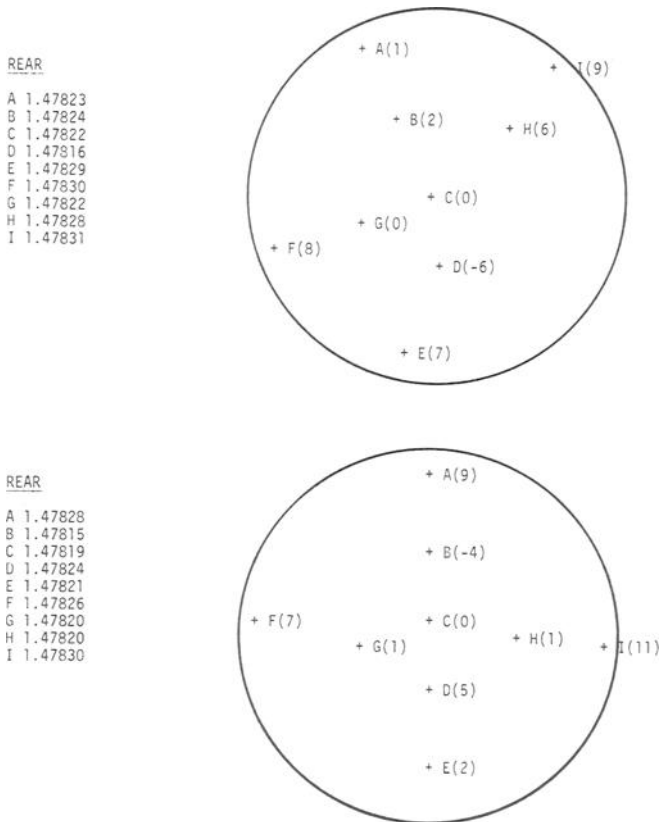 REAR
A 1.47823
B 1.47824
C 1.47822
D 1.47816
E 1.47829
F 1.47830
G 1.47822
H 1.47828
I 1.47831
+ A(1)
+ I(9)
+ B(2)
+ H(6)
+ C(0)
+ G(0)
+ F(8)
+ D(-6)
+ E(7)
REAR
A 1.47828
B 1.47815
C 1.47819
D 1.47824
E 1.47821
F 1.47826
G 1.47820
H 1.47820
I 1.47830
+ A(9)
+ B(-4)
+ F(7)
+ C(0)
+ G(1)
+ H(1)
+ I(11)
+ D(5)
+ E(2)